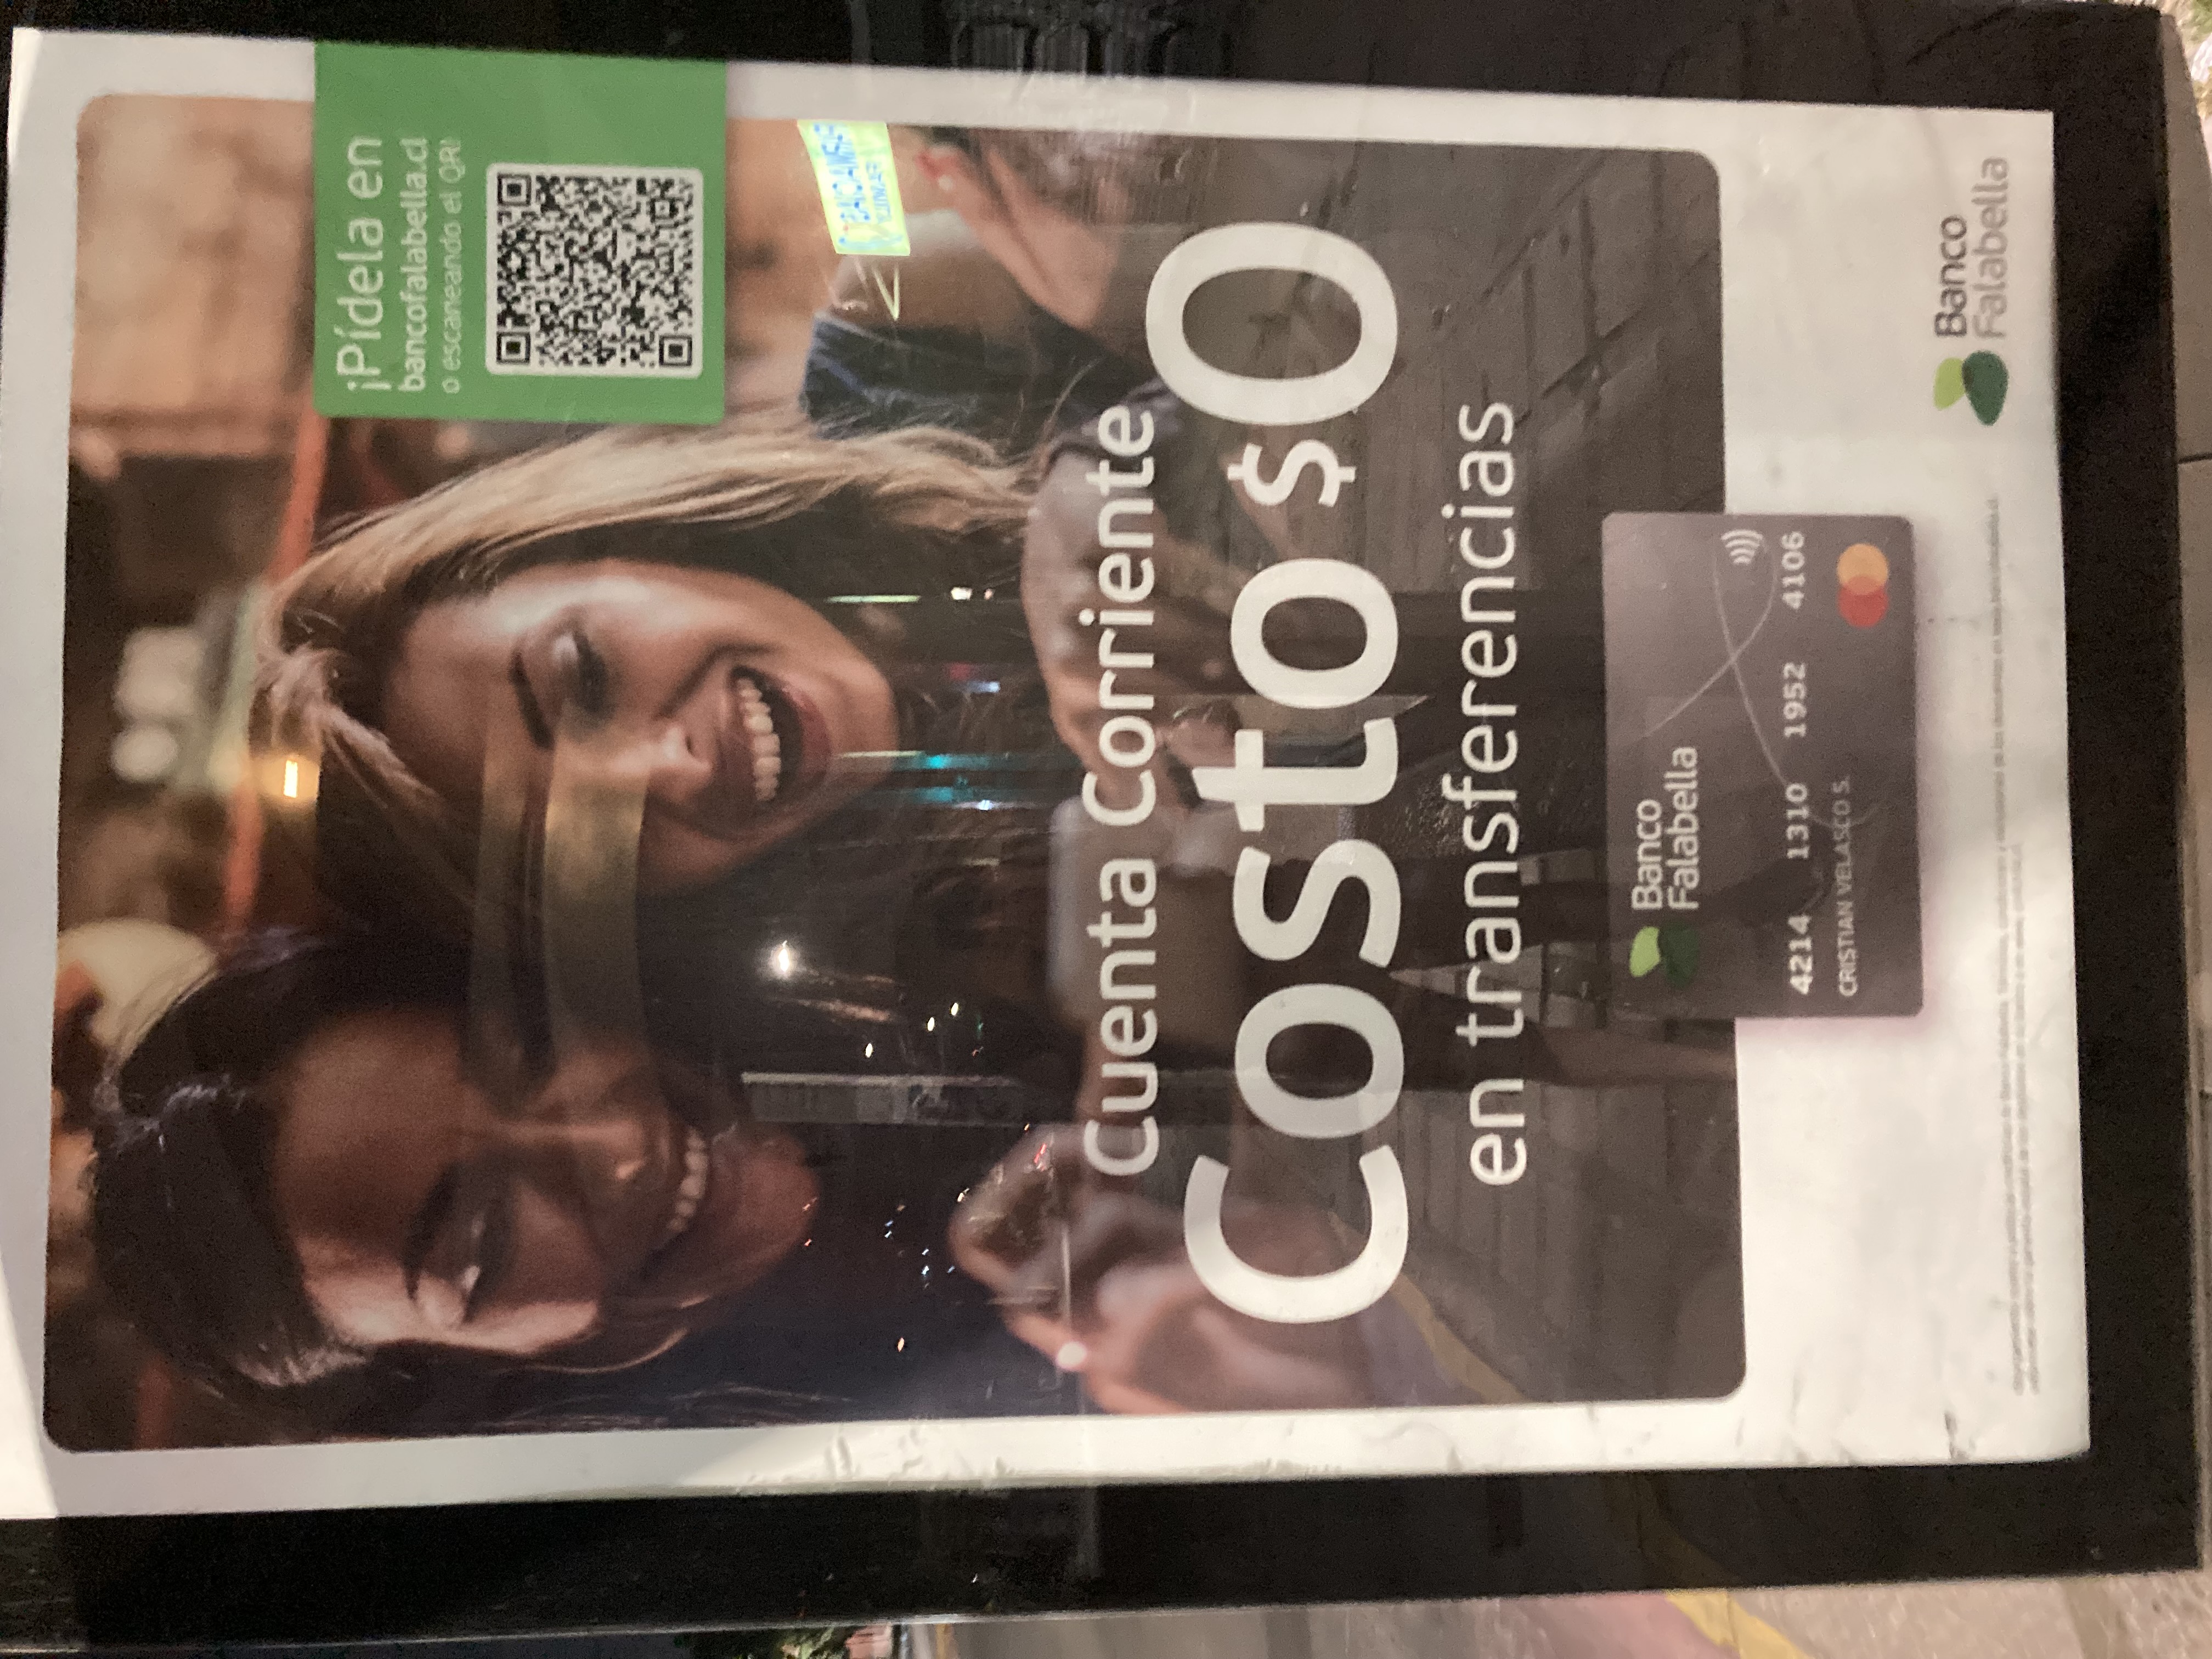 ¡Pídela en
bancofalabella.cl
o escaneando el QR!
Cuenta Corriente
Costo $0
en transferencias
Banco
Falabella
4214 1310 1952 4106
CRISTIAN VELASCO S.
Banco
Falabella